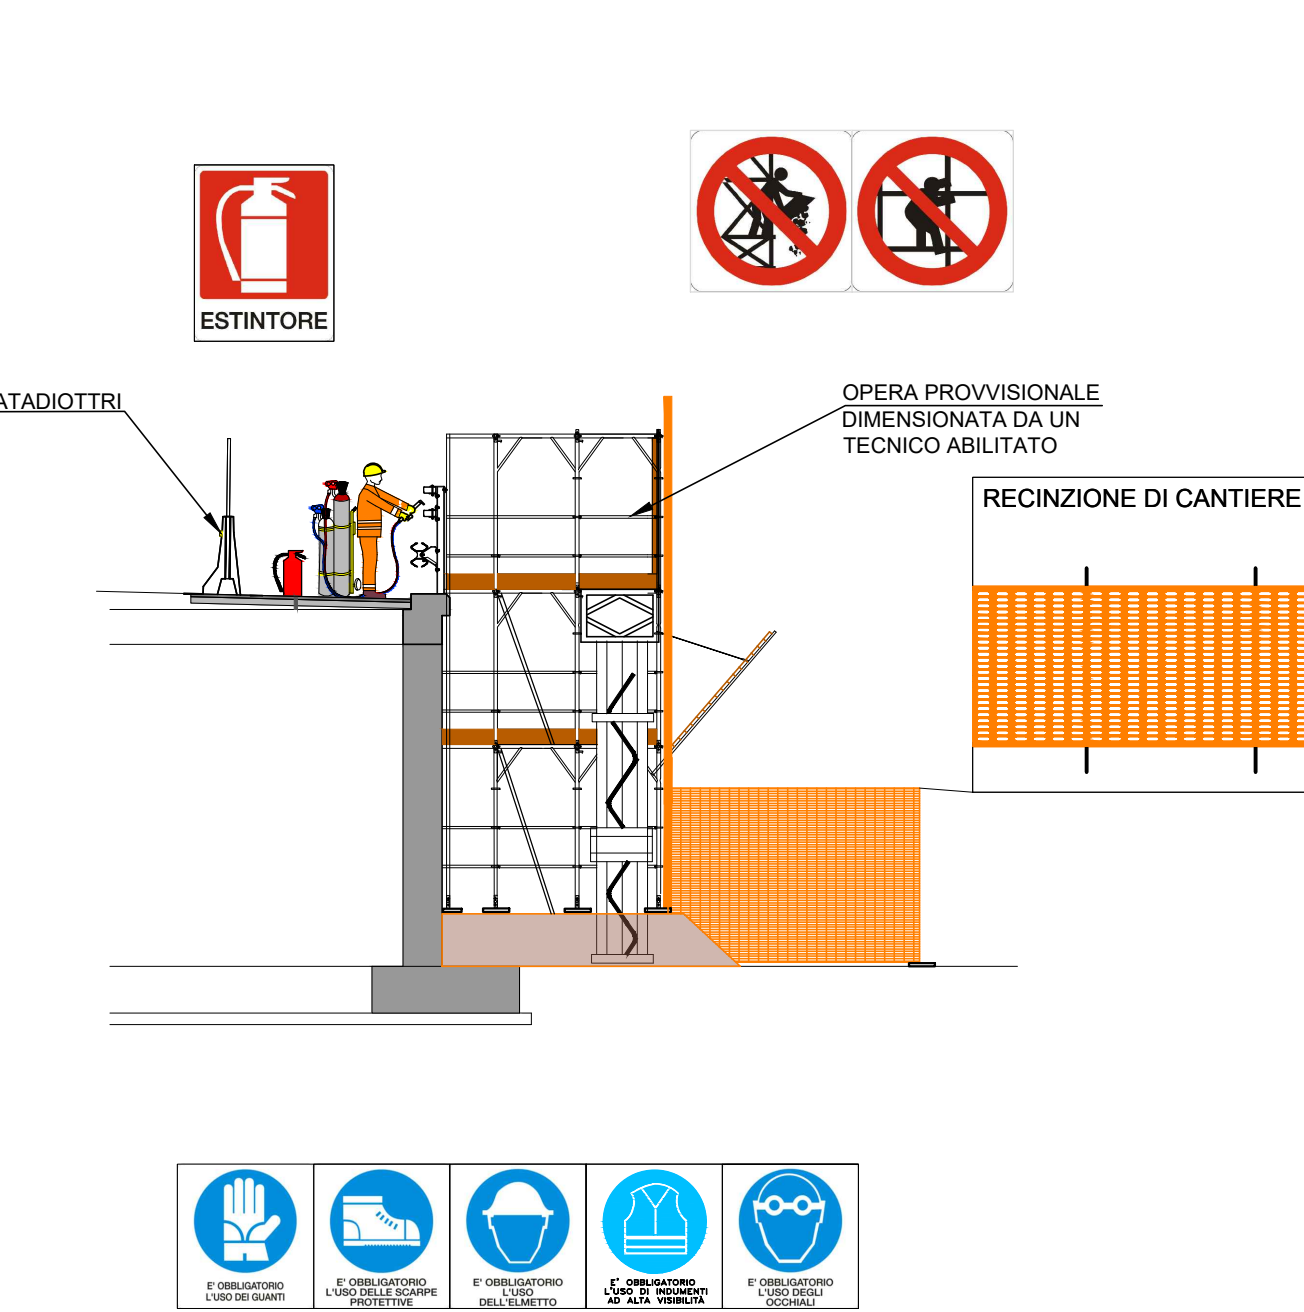 ESTINTORE
ATADIOTTRI
OPERA PROVVISIONALE
DIMENSIONATA DA UN
TECNICO ABILITATO
RECINZIONE DI CANTIERE
E' OBBLIGATORIO
L'USO DEI GUANTI
E' OBBLIGATORIO
L'USO DELLE SCARPE
PROTETTIVE
E' OBBLIGATORIO
L'USO
DELL'ELMETTO
E' OBBLIGATORIO
L'USO DI INDUMENTI
AD ALTA VISIBILITÀ
E' OBBLIGATORIO
L'USO DEGLI
OCCHIALI